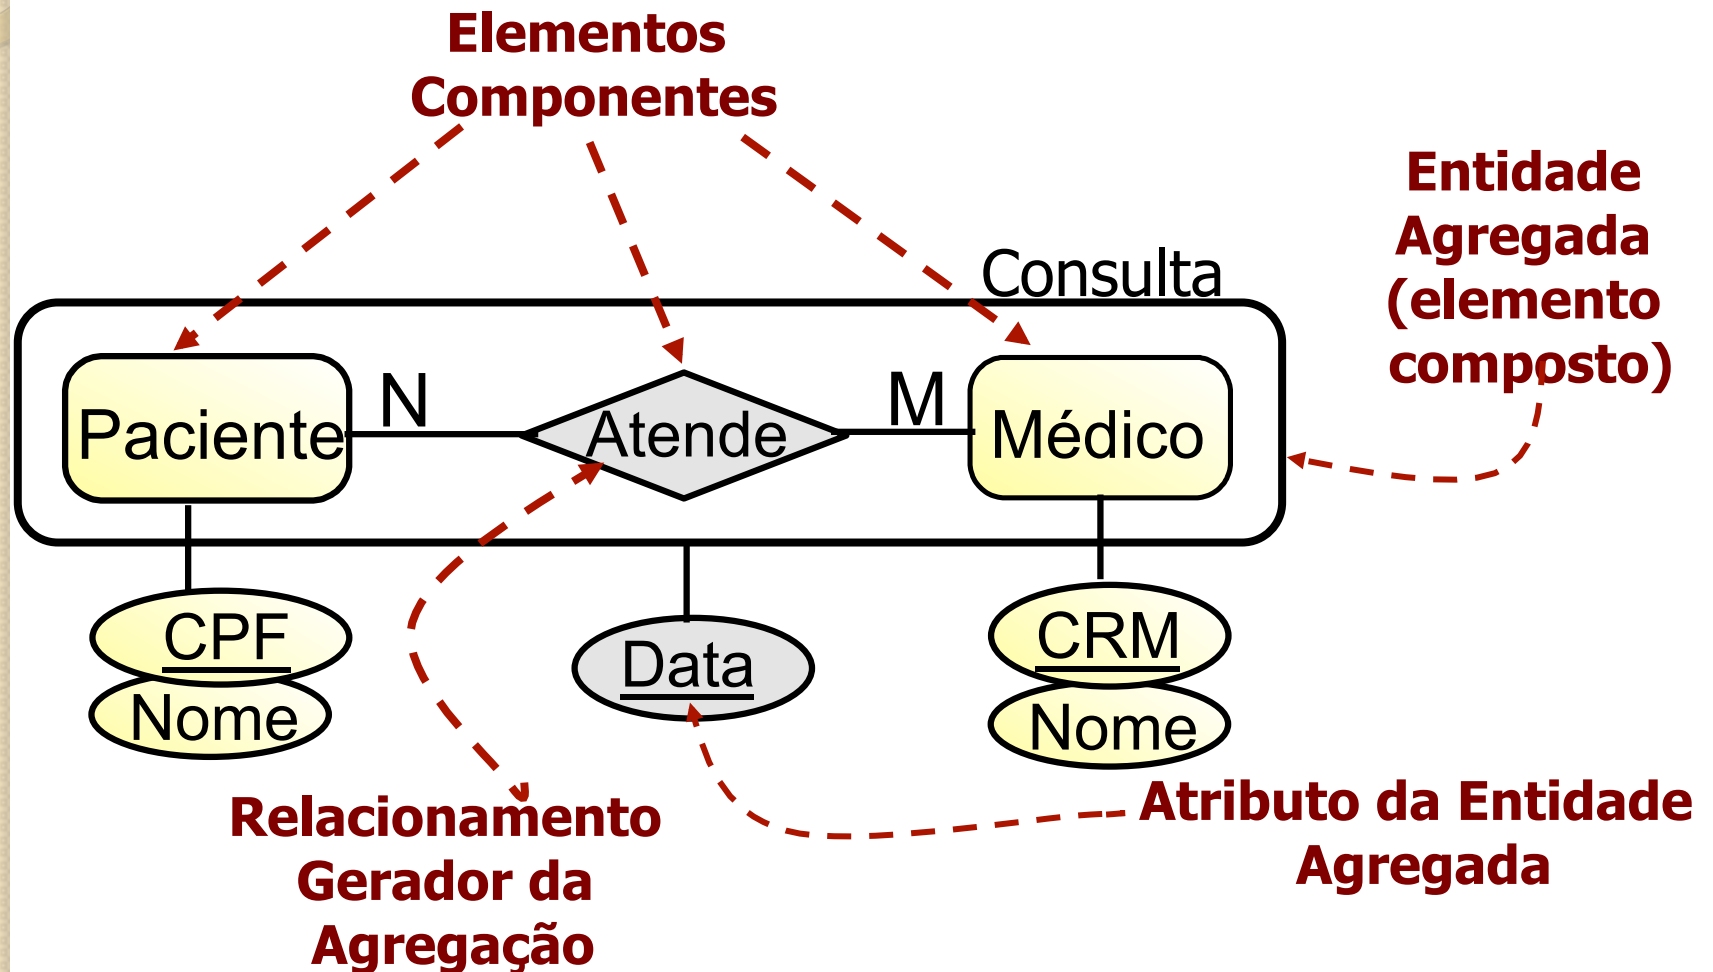 Elementos
Componentes
Entidade
Agregada
(elemento
composto)
Consulta
Paciente
N
Atende
M
Médico
CPF
Nome
Data
CRM
Nome
Relacionamento
Gerador da
Agregação
Atributo da Entidade
Agregada